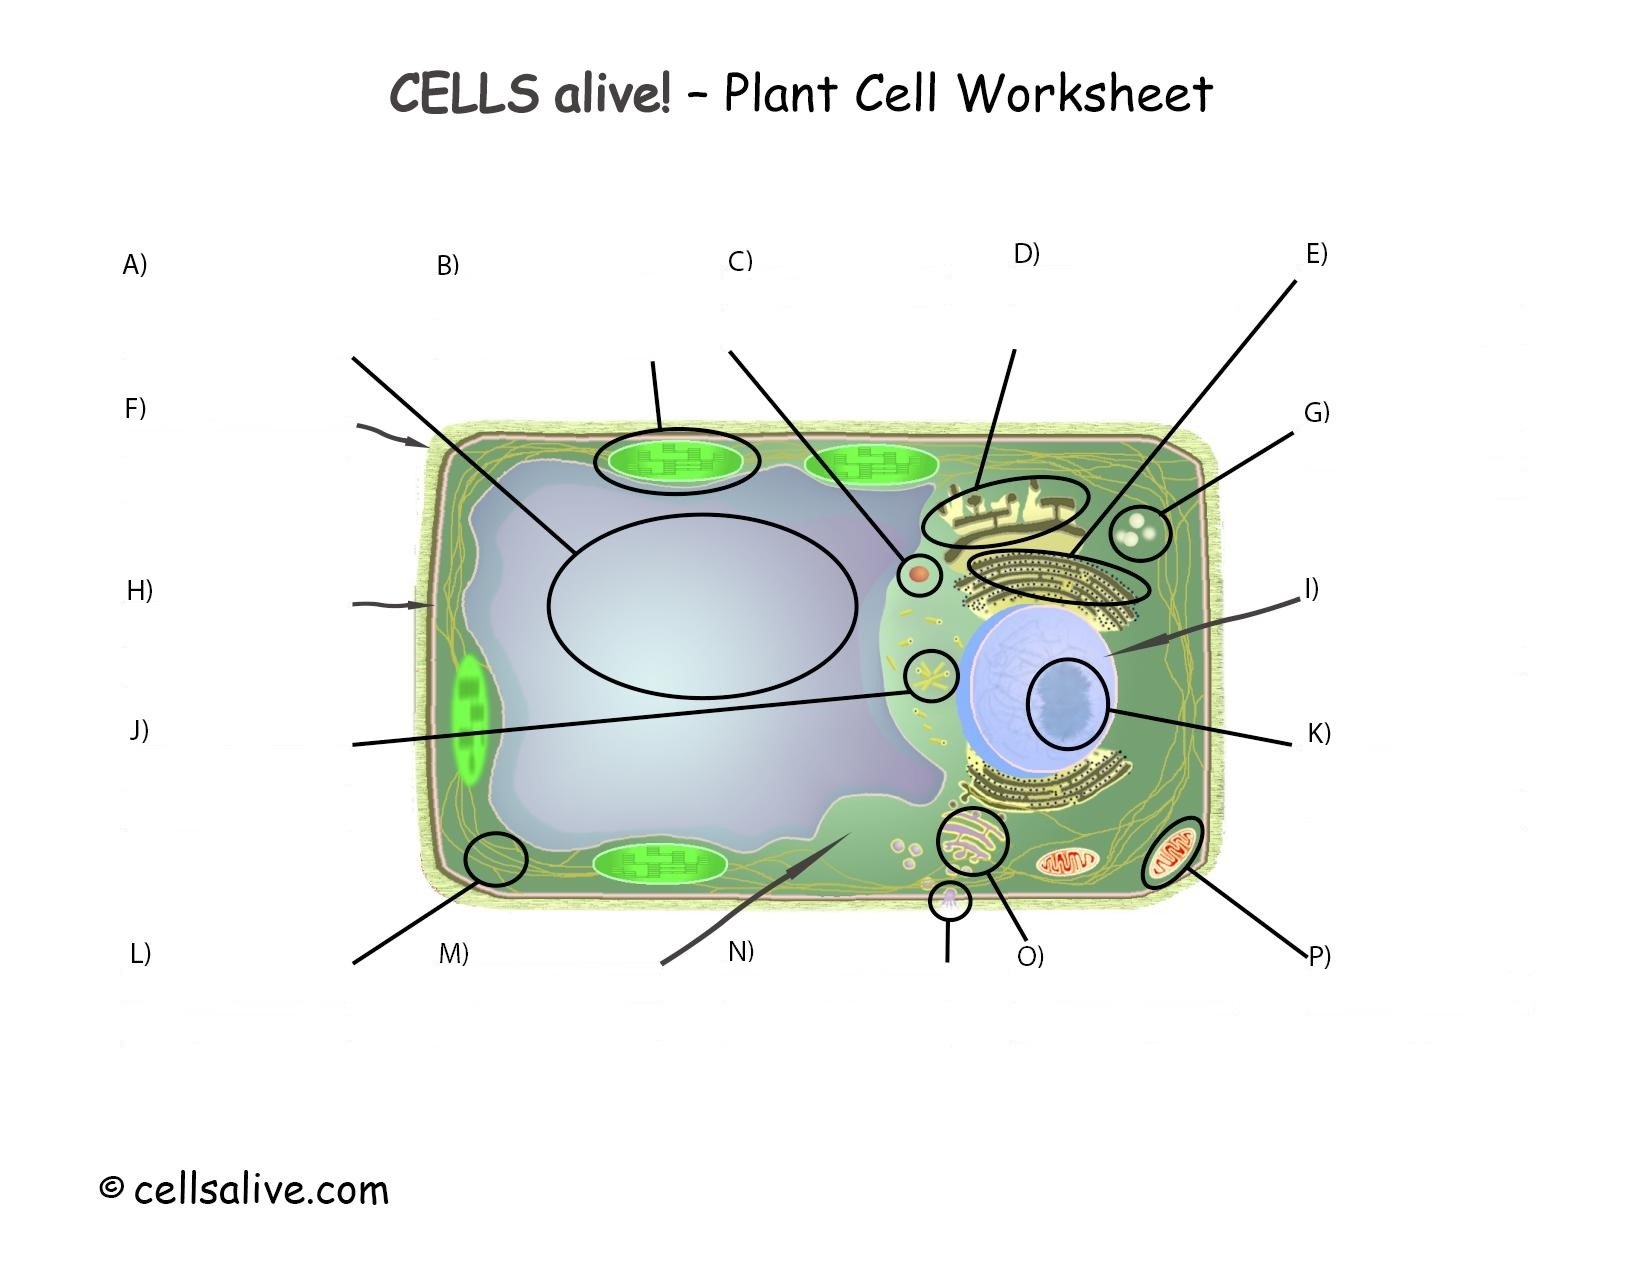 CELLS alive! – Plant Cell Worksheet
A)
B)
C)
D)
E)
F)
G)
H)
I)
J)
K)
L)
M)
N)
O)
P)
© cellsalive.com